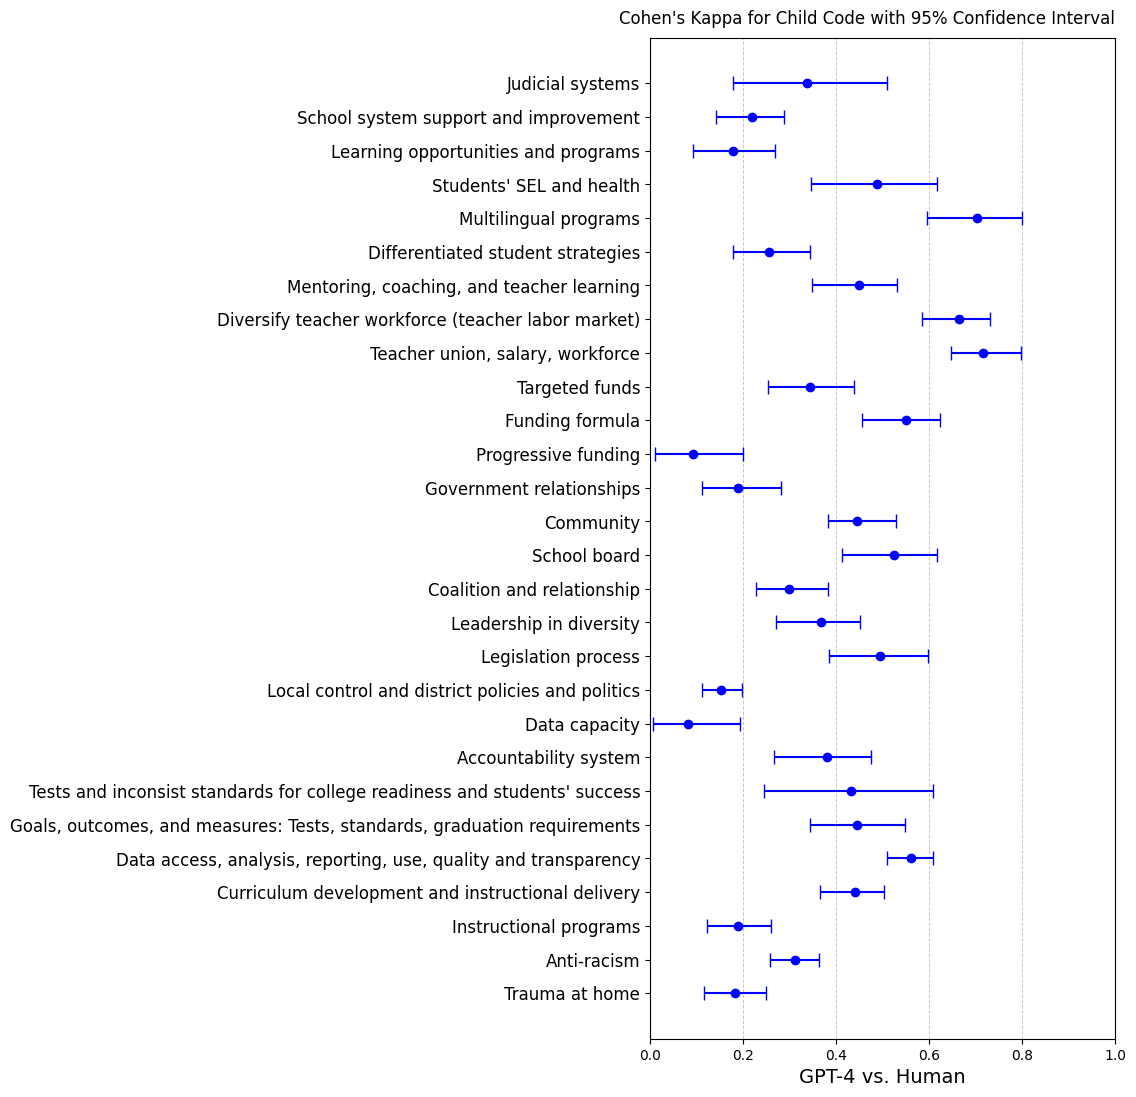 Cohen's Kappa for Child Code with 95% Confidence Interval
Judicial systems
School system support and improvement
Learning opportunities and programs
Students' SEL and health
Multilingual programs
Differentiated student strategies
Mentoring, coaching, and teacher learning
Diversify teacher workforce (teacher labor market)
Teacher union, salary, workforce
Targeted funds
Funding formula
Progressive funding
Government relationships
Community
School board
Coalition and relationship
Leadership in diversity
Legislation process
Local control and district policies and politics
Data capacity
Accountability system
Tests and inconsist standards for college readiness and students' success
Goals, outcomes, and measures: Tests, standards, graduation requirements
Data access, analysis, reporting, use, quality and transparency
Curriculum development and instructional delivery
Instructional programs
Anti-racism
Trauma at home
0.0 0.2 0.4 0.6 0.8 1.0
GPT-4 vs. Human